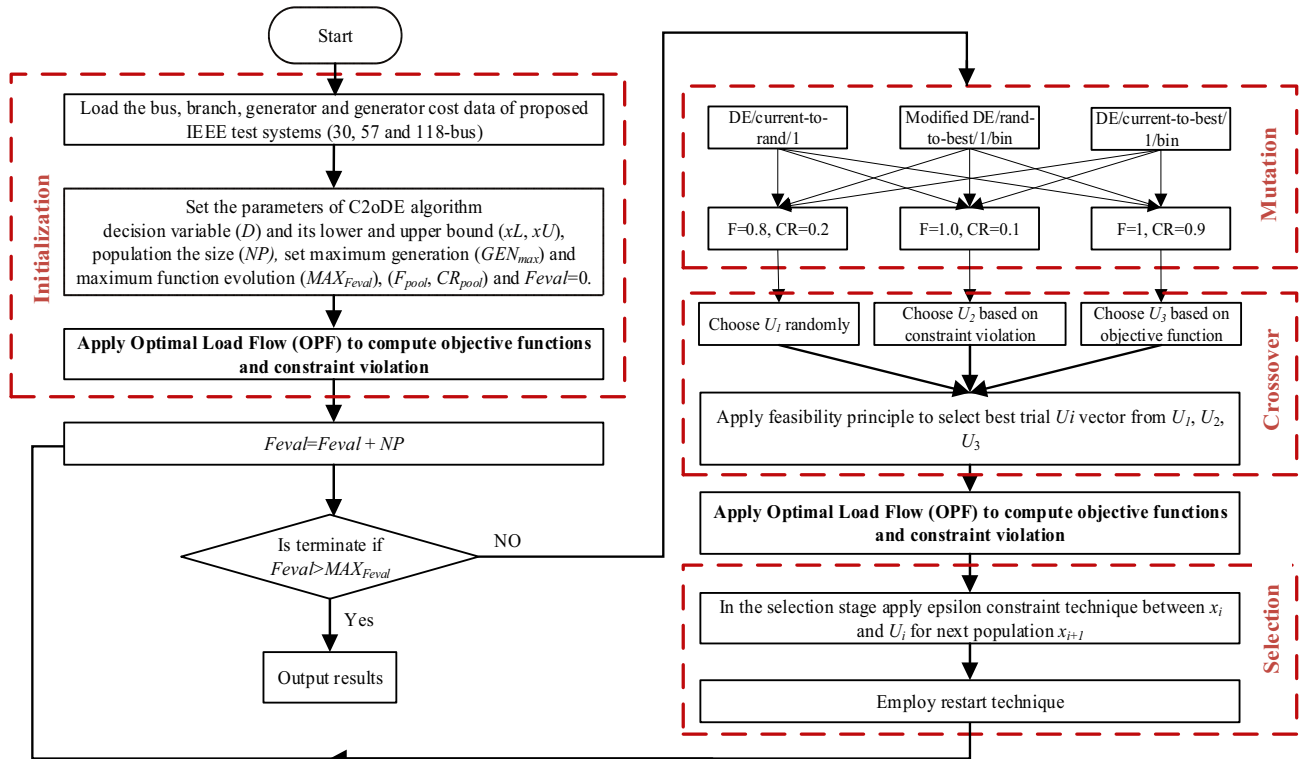 Start
Load the bus, branch, generator and generator cost data of proposed
IEEE test systems (30, 57 and 118-bus)
Set the parameters of C2oDE algorithm
decision variable (D) and its lower and upper bound (xL, xU),
population the size (NP), set maximum generation (GENmax) and
maximum function evolution (MAXFeval), (Fpool, CRpool) and Feval=0.
Apply Optimal Load Flow (OPF) to compute objective functions
and constraint violation
Initialization
Feval=Feval + NP
Is terminate if
Feval>MAXFeval
NO
Yes
Output results
DE/current-to-
rand/1
Modified DE/rand-
to-best/1/bin
DE/current-to-best/
1/bin
F=0.8, CR=0.2
F=1.0, CR=0.1
F=1, CR=0.9
Mutation
Choose U1 randomly
Choose U2 based on
constraint violation
Choose U3 based on
objective function
Apply feasibility principle to select best trial Ui vector from U1, U2,
U3
Crossover
Apply Optimal Load Flow (OPF) to compute objective functions
and constraint violation
In the selection stage apply epsilon constraint technique between xi
and Ui for next population xi+1
Employ restart technique
Selection